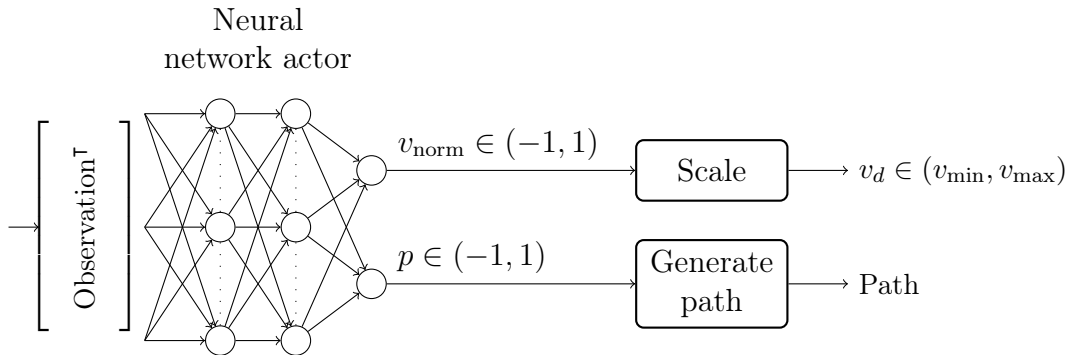 Neural
network actor
Observation⊺
v_norm ∈ (−1, 1)
Scale
v_d ∈ (v_min, v_max)
p ∈ (−1, 1)
Generate
path
Path